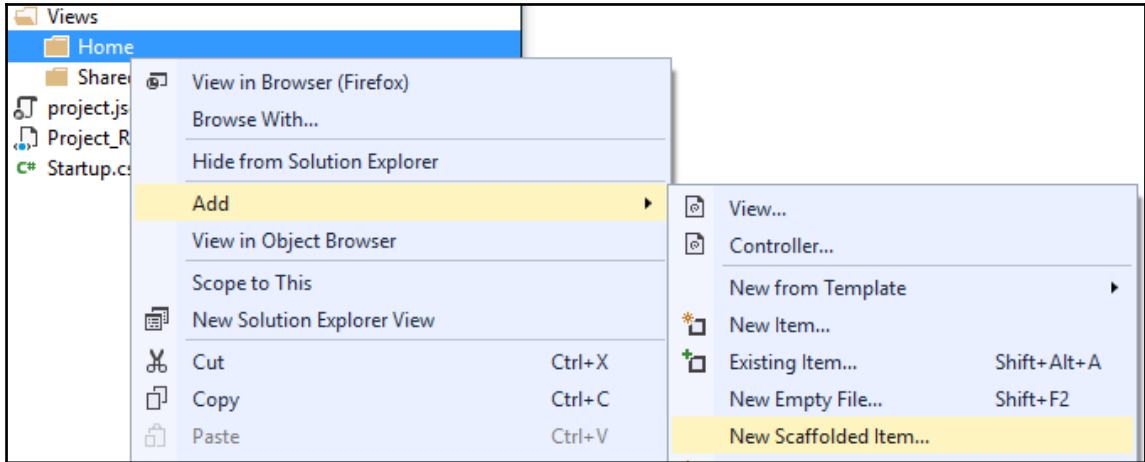 Views
Home
Share
project.js
Project_R
C# Startup.c
View in Browser (Firefox)
Browse With...
Hide from Solution Explorer
Add
View in Object Browser
Scope to This
New Solution Explorer View
Cut Ctrl+X
Copy Ctrl+C
Paste Ctrl+V
View...
Controller...
New from Template
New Item...
Existing Item... Shift+Alt+A
New Empty File... Shift+F2
New Scaffolded Item...